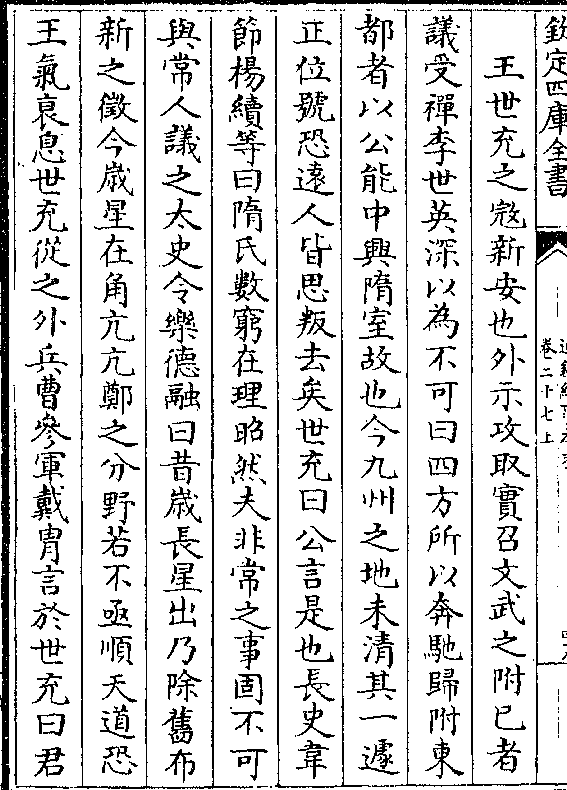 欽定四庫全書
卷二十七上
王世充之㓂新安也外示攻取實召文武之附已者
議受禪李世英深以為不可曰四方所以奔馳歸附東
都者以公能中興隋室故也今九州之地未清其一遽
正位號恐遠人皆思叛去矣世充曰公言是也長史韋
節楊續等曰隋氏數窮在理昭然夫非常之事固不可
與常人議之太史令樂德融曰昔歲長星出乃除舊布
新之徵今歲星在角亢亢鄭之分野若不亟順天道恐
王氣衰息世充從之外兵曹參軍戴胄言於世充曰君